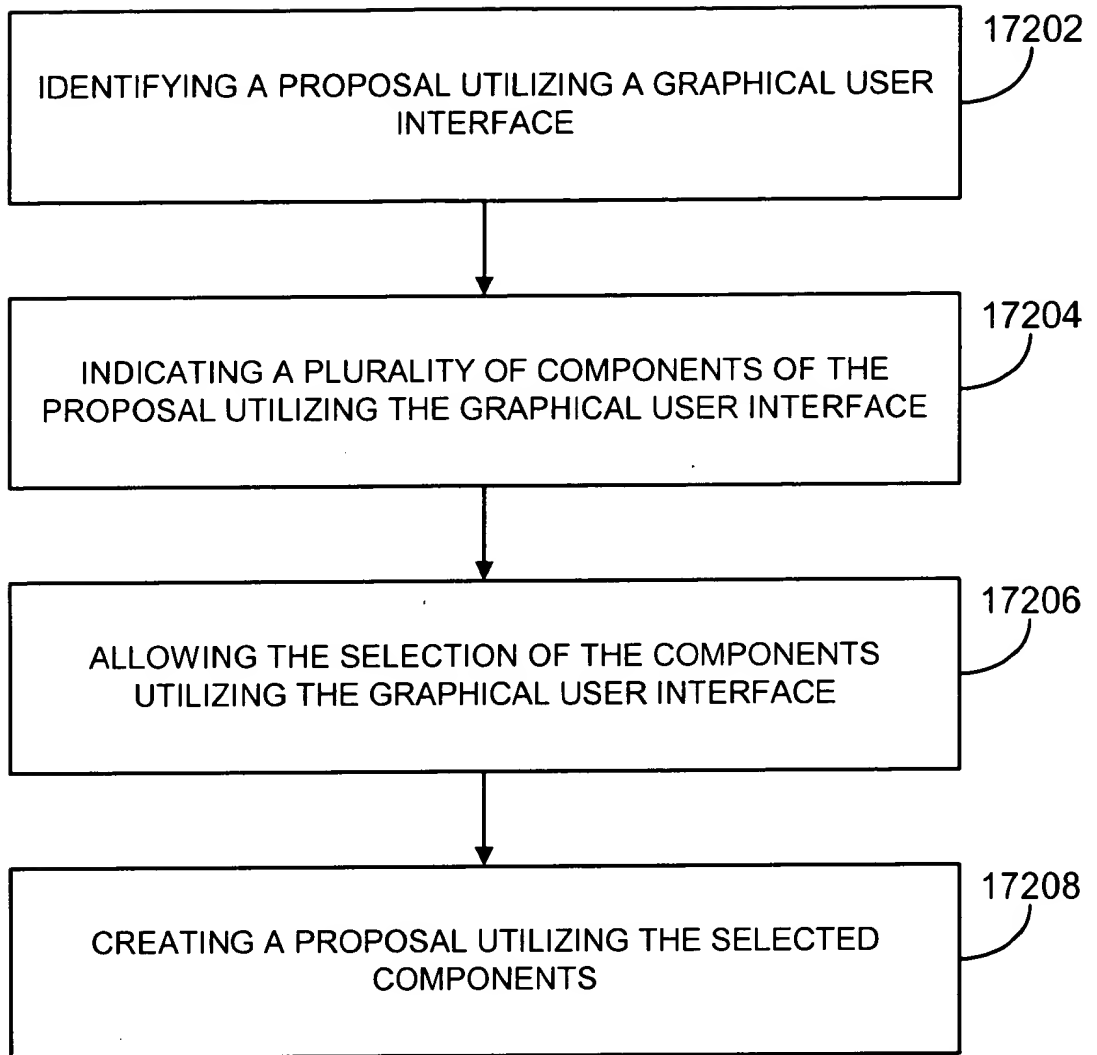 17202
IDENTIFYING A PROPOSAL UTILIZING A GRAPHICAL USER
INTERFACE
17204
INDICATING A PLURALITY OF COMPONENTS OF THE
PROPOSAL UTILIZING THE GRAPHICAL USER INTERFACE
17206
ALLOWING THE SELECTION OF THE COMPONENTS
UTILIZING THE GRAPHICAL USER INTERFACE
17208
CREATING A PROPOSAL UTILIZING THE SELECTED
COMPONENTS